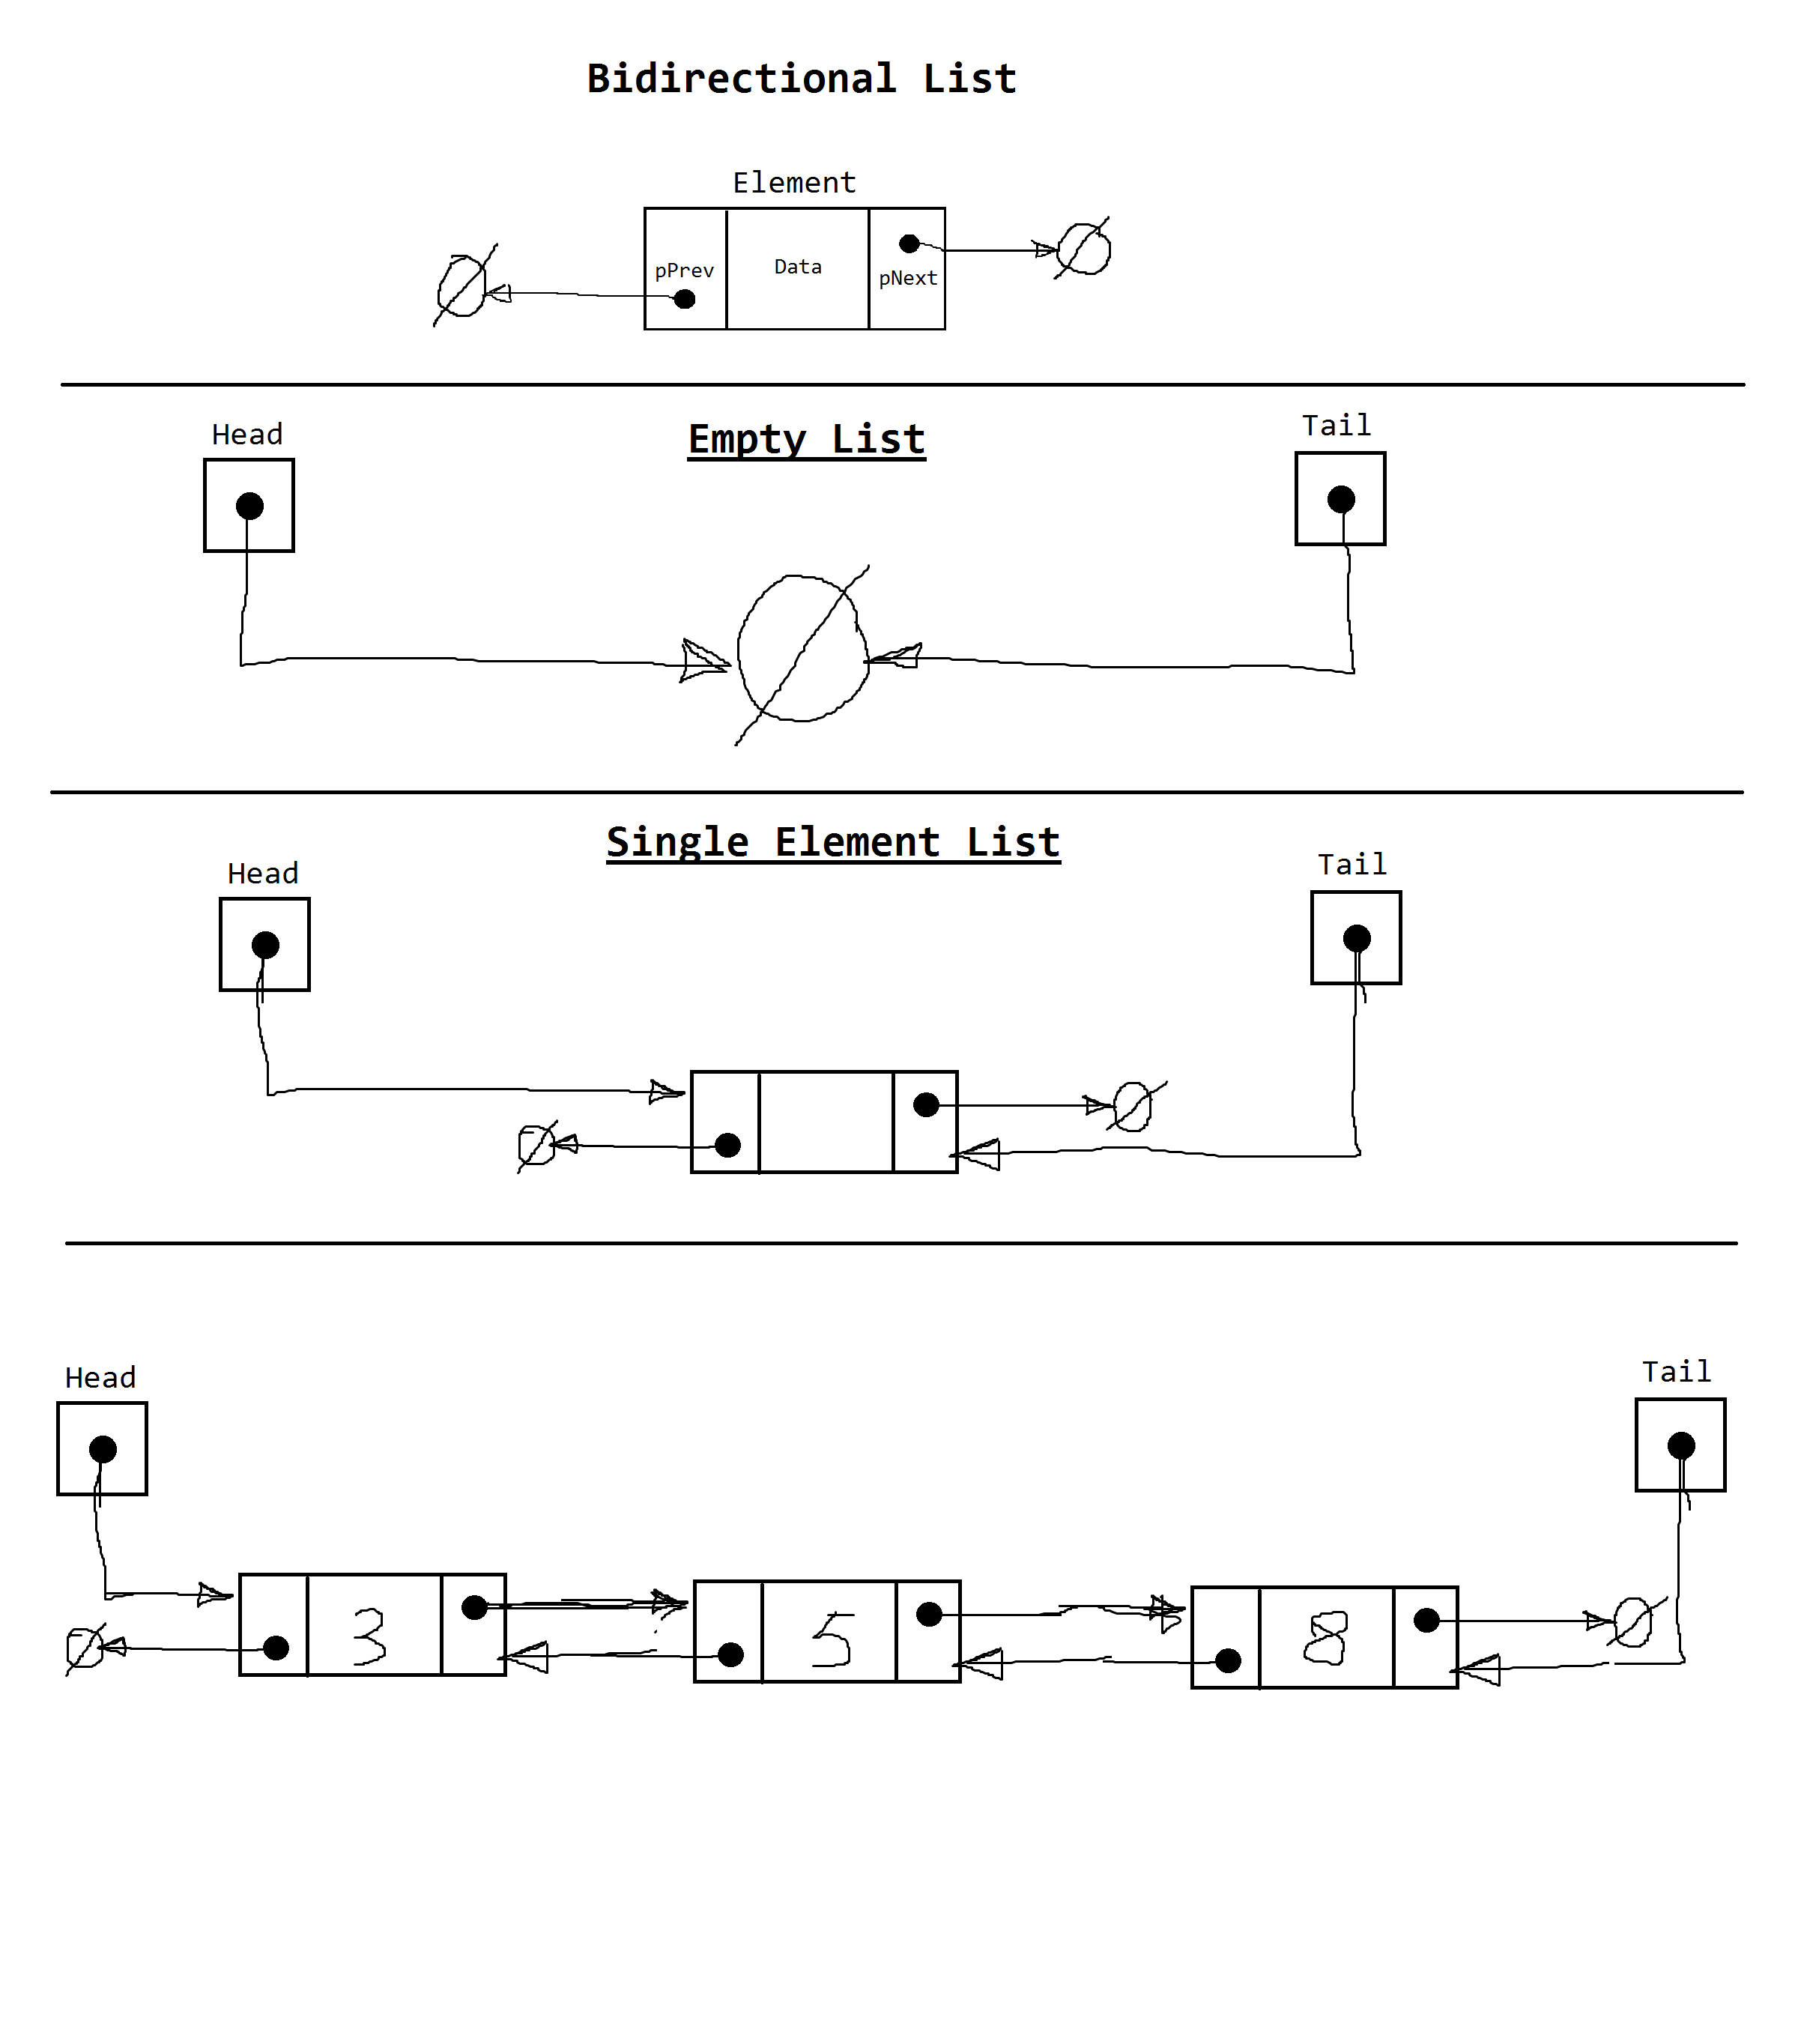 Bidirectional List
Element
pPrev Data pNext
Head Empty List Tail
Single Element List
Head Tail
Head Tail
3 5 8